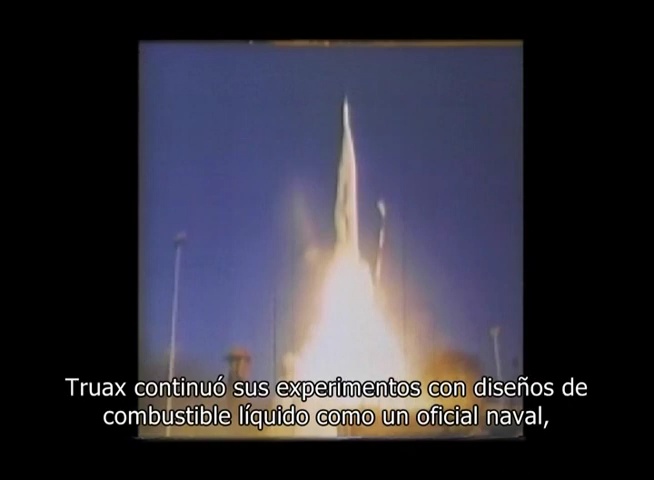 Truax continuó sus experimentos con diseños de
combustible líquido como un oficial naval,